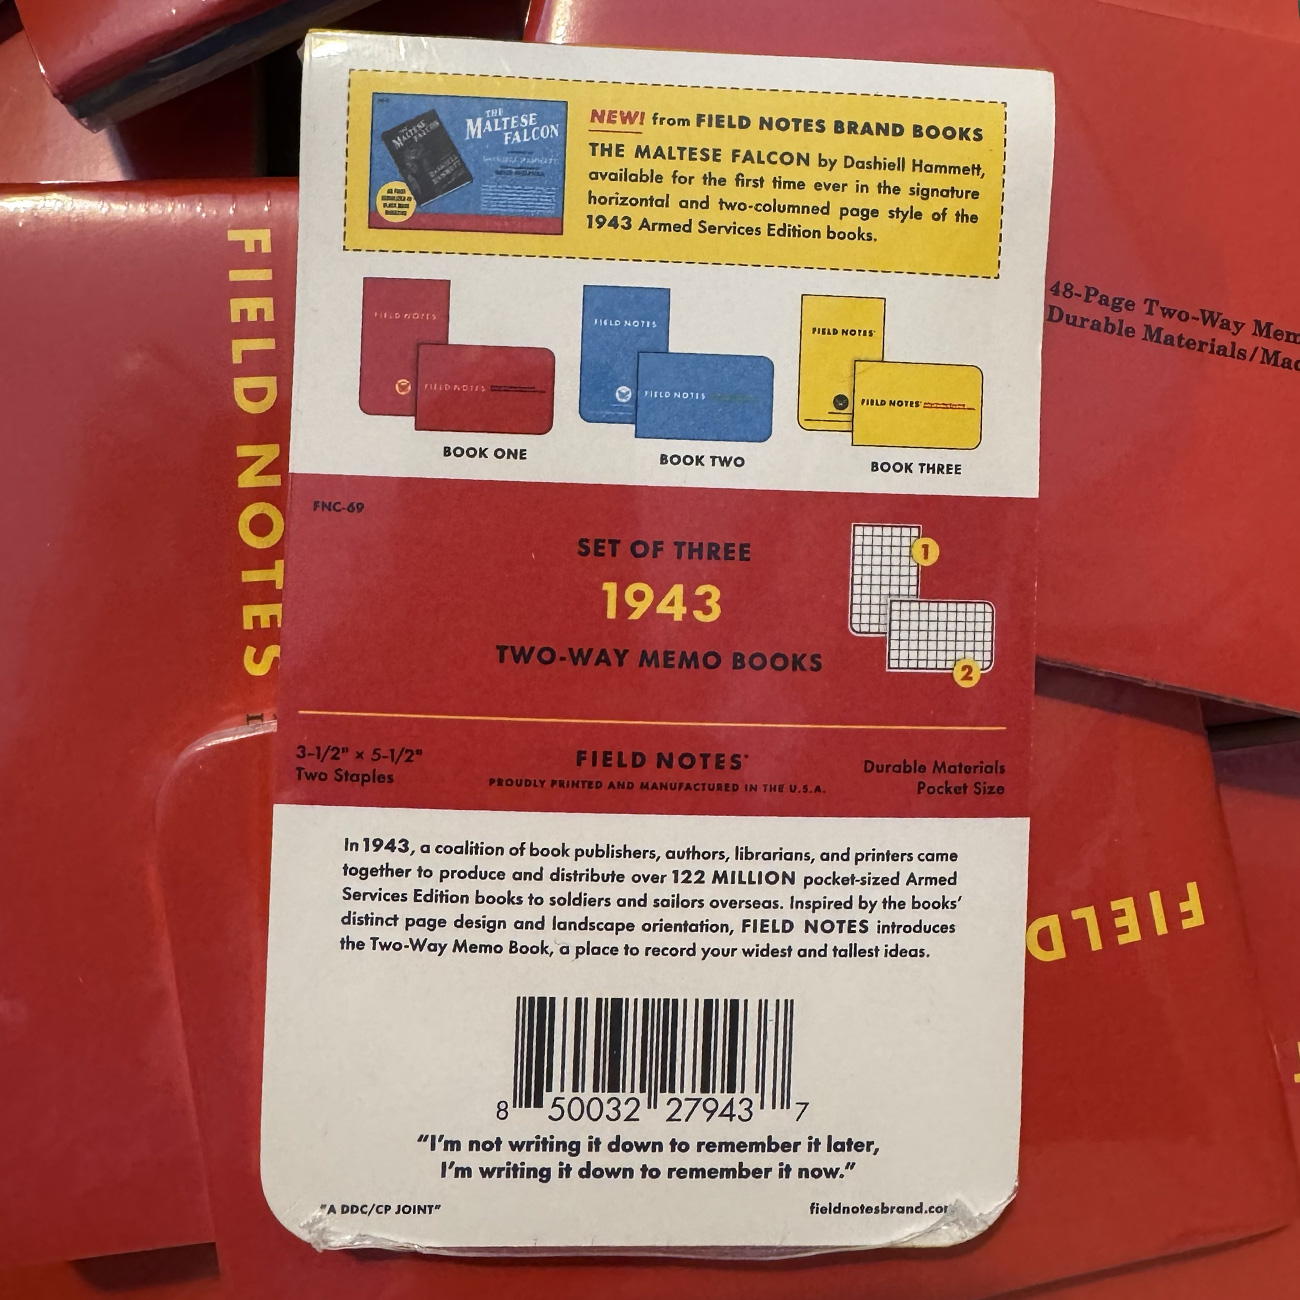 THE
MALTESE
FALCON
NEW! from FIELD NOTES BRAND BOOKS
THE MALTESE FALCON by Dashiell Hammett,
available for the first time ever in the signature
horizontal and two-columned page style of the
1943 Armed Services Edition books.
FIELD NOTES
FIELD NOTES
BOOK ONE
FIELD NOTES
FIELD NOTES
BOOK TWO
FIELD NOTES
FIELD NOTES
BOOK THREE
FNC-69
SET OF THREE
1943
TWO-WAY MEMO BOOKS
1
2
3-1/2" × 5-1/2"
Two Staples
FIELD NOTES
PROUDLY PRINTED AND MANUFACTURED IN THE U.S.A.
Durable Materials
Pocket Size
In 1943, a coalition of book publishers, authors, librarians, and printers came
together to produce and distribute over 122 MILLION pocket-sized Armed
Services Edition books to soldiers and sailors overseas. Inspired by the books'
distinct page design and landscape orientation, FIELD NOTES introduces
the Two-Way Memo Book, a place to record your widest and tallest ideas.
8 50032 27943 7
“I'm not writing it down to remember it later,
I'm writing it down to remember it now.”
"A DDC/CP JOINT"
fieldnotesbrand.com
FIELD NOTES
48-Page Two-Way Mem
Durable Materials/Mad
FIELD